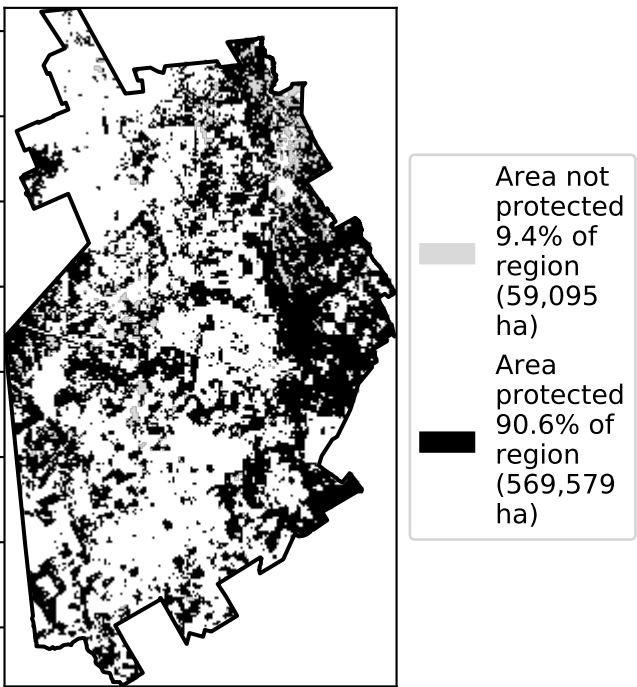 Area not
protected
9.4% of
region
(59,095
ha)
Area
protected
90.6% of
region
(569,579
ha)